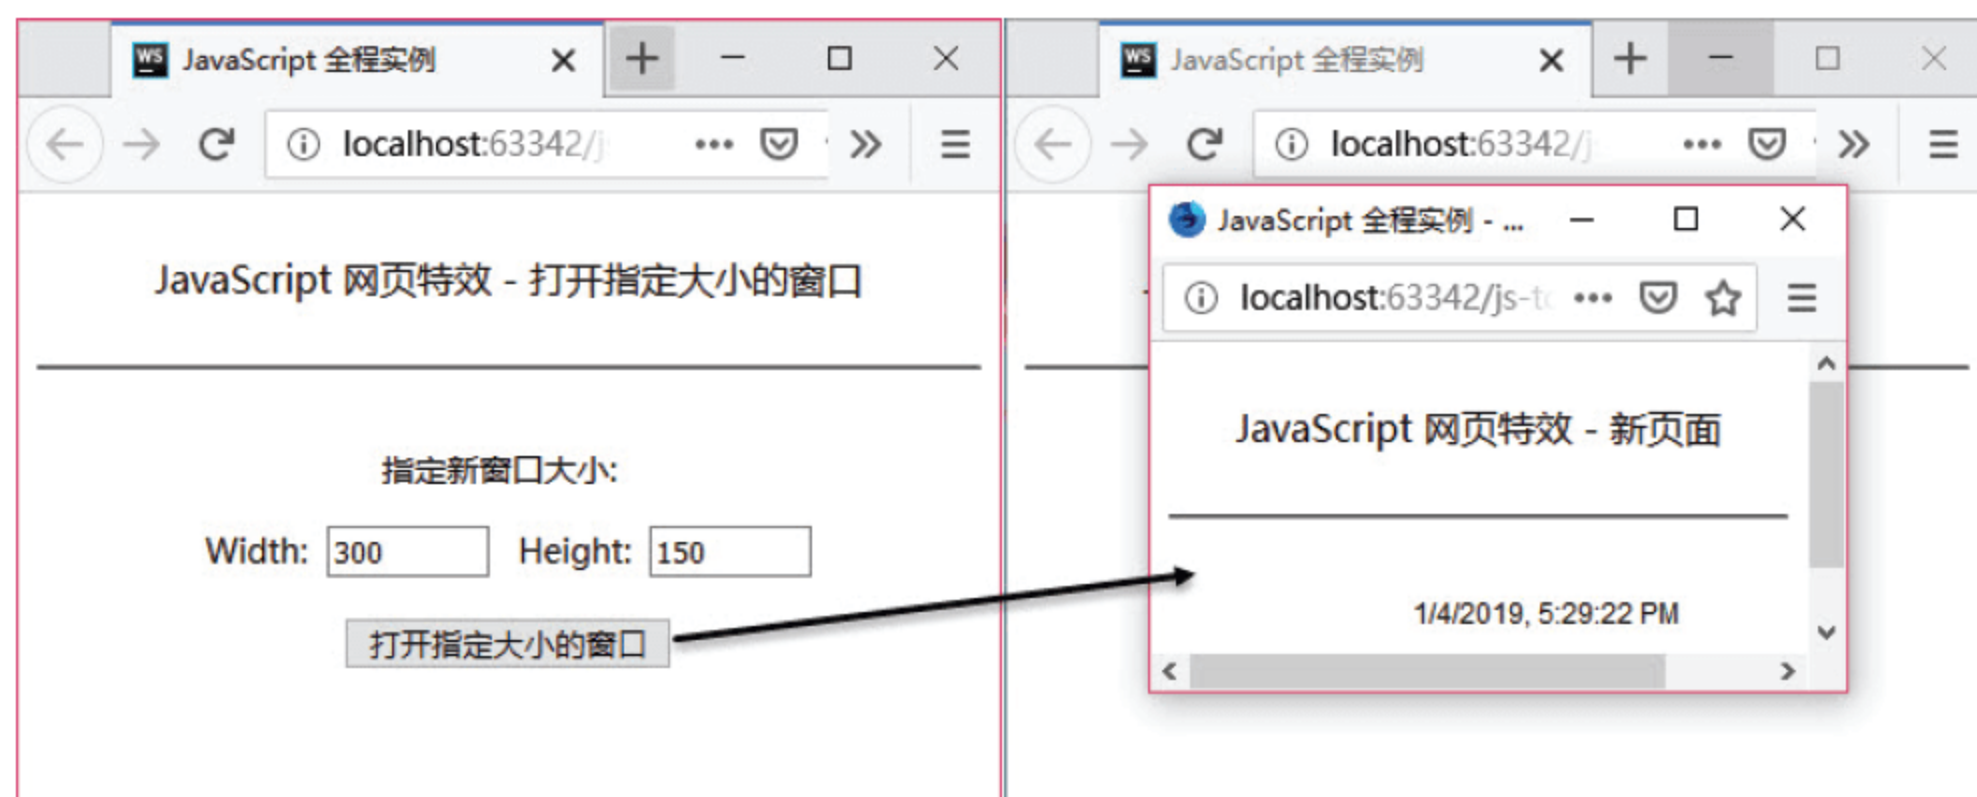 JavaScript 全程实例
localhost:63342/j
JavaScript 网页特效 - 打开指定大小的窗口
指定新窗口大小:
Width: 300 Height: 150
打开指定大小的窗口
JavaScript 全程实例
localhost:63342/j
JavaScript 全程实例 - ...
localhost:63342/js-to
JavaScript 网页特效 - 新页面
1/4/2019, 5:29:22 PM